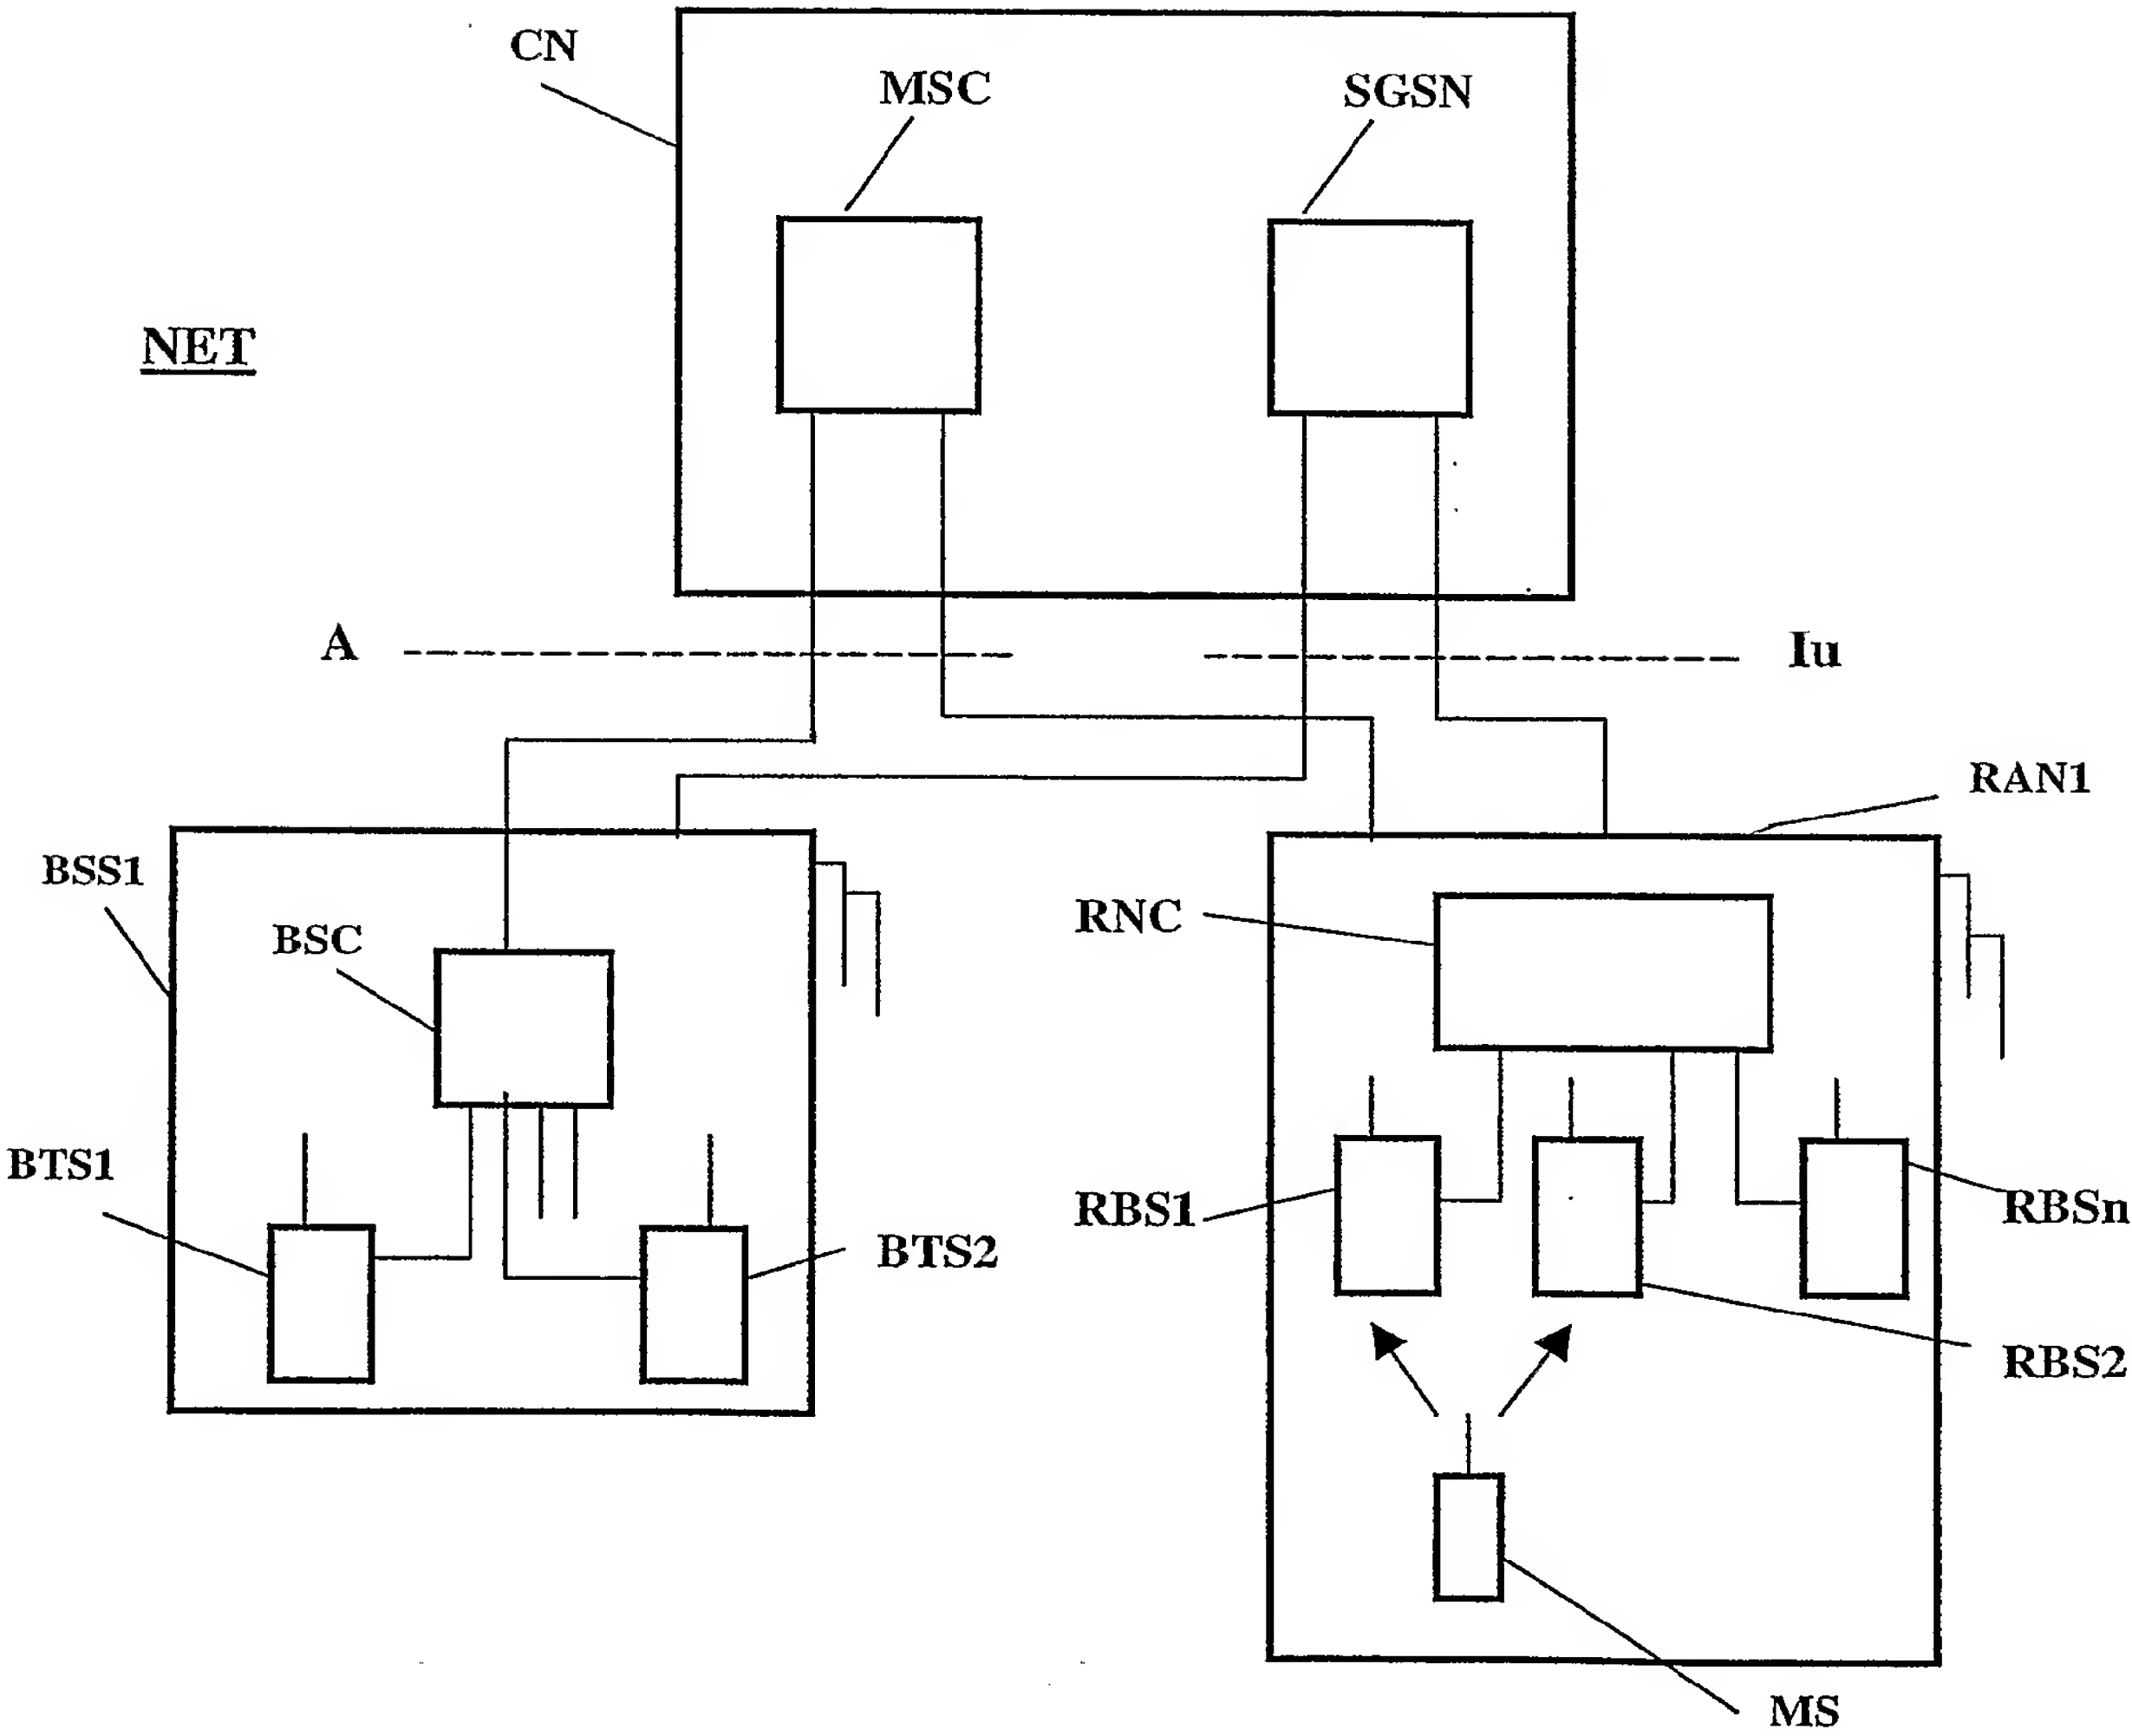 CN
MSC
SGSN
NET
A
Iu
RAN1
BSS1
RNC
BSC
BTS1
RBS1
RBSn
BTS2
RBS2
MS